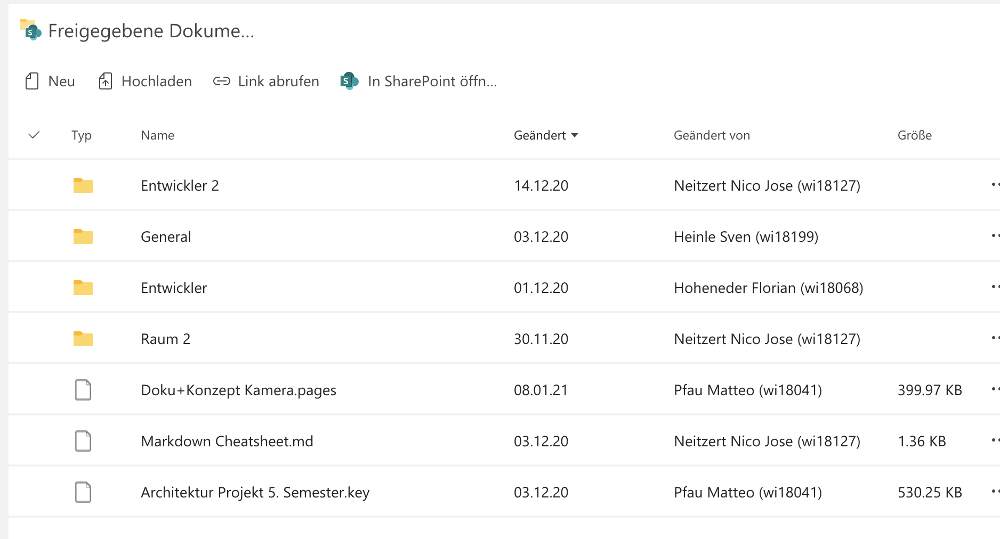 Freigegebene Dokume...
Neu Hochladen Link abrufen In SharePoint öffn...
Typ Name Geändert Geändert von Größe
Entwickler 2 14.12.20 Neitzert Nico Jose (wi18127)
General 03.12.20 Heinle Sven (wi18199)
Entwickler 01.12.20 Hoheneder Florian (wi18068)
Raum 2 30.11.20 Neitzert Nico Jose (wi18127)
Doku+Konzept Kamera.pages 08.01.21 Pfau Matteo (wi18041) 399.97 KB
Markdown Cheatsheet.md 03.12.20 Neitzert Nico Jose (wi18127) 1.36 KB
Architektur Projekt 5. Semester.key 03.12.20 Pfau Matteo (wi18041) 530.25 KB